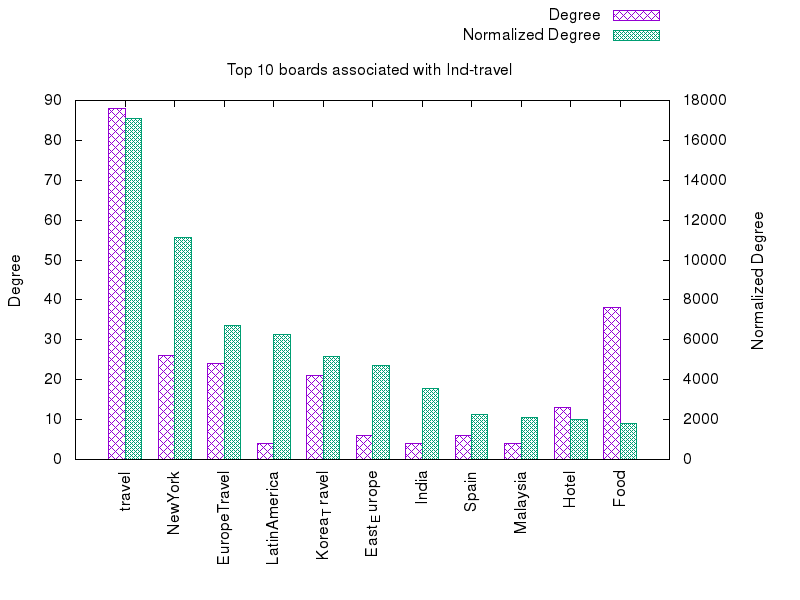 Degree
Normalized Degree
Top 10 boards associated with Ind-travel
90
80
70
60
50
40
30
20
10
0
18000
16000
14000
12000
10000
8000
6000
4000
2000
0
Degree
Normalized Degree
travel
NewYork
EuropeTravel
LatinAmerica
KoreaTravel
EastEurope
India
Spain
Malaysia
Hotel
Food